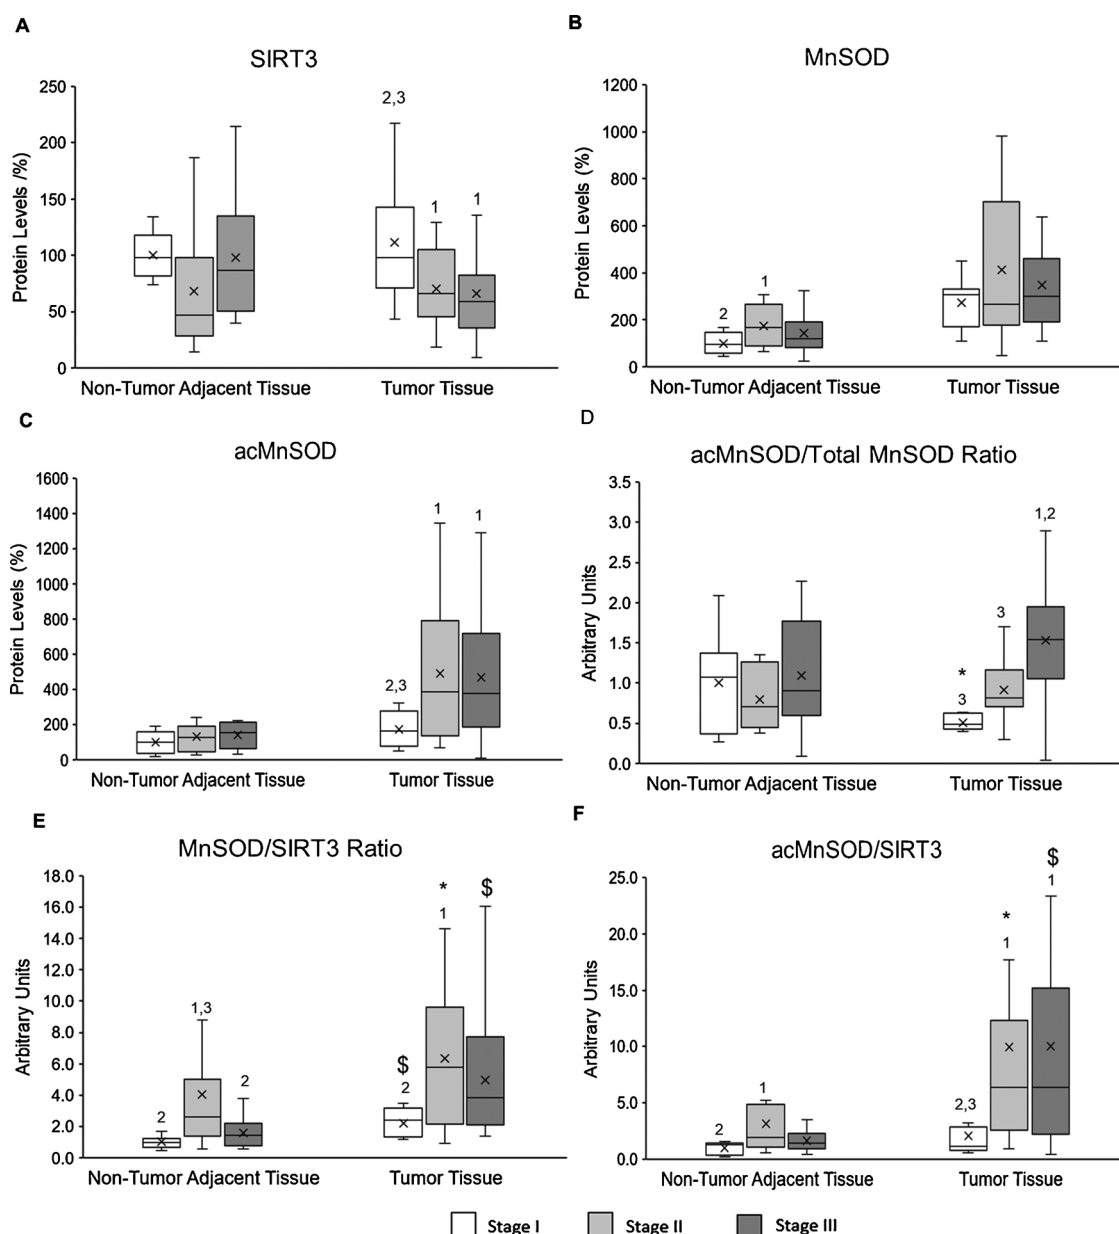 A
SIRT3
Protein Levels /%)
250
200
150
100
50
0
2,3
1
1
Non-Tumor Adjacent Tissue
Tumor Tissue
B
MnSOD
Protein Levels (%)
1200
1000
800
600
400
200
0
2
1
Non-Tumor Adjacent Tissue
Tumor Tissue
C
acMnSOD
Protein Levels (%)
1600
1400
1200
1000
800
600
400
200
0
2,3
1
1
Non-Tumor Adjacent Tissue
Tumor Tissue
D
acMnSOD/Total MnSOD Ratio
Arbitrary Units
3.5
3.0
2.5
2.0
1.5
1.0
0.5
0.0
*
3
3
1,2
Non-Tumor Adjacent Tissue
Tumor Tissue
E
MnSOD/SIRT3 Ratio
Arbitrary Units
18.0
16.0
14.0
12.0
10.0
8.0
6.0
4.0
2.0
0.0
2
1,3
2
$
2
*
1
$
Non-Tumor Adjacent Tissue
Tumor Tissue
F
acMnSOD/SIRT3
Arbitrary Units
25.0
20.0
15.0
10.0
5.0
0.0
2
1
2,3
*
1
$
1
Non-Tumor Adjacent Tissue
Tumor Tissue
Stage I
Stage II
Stage III